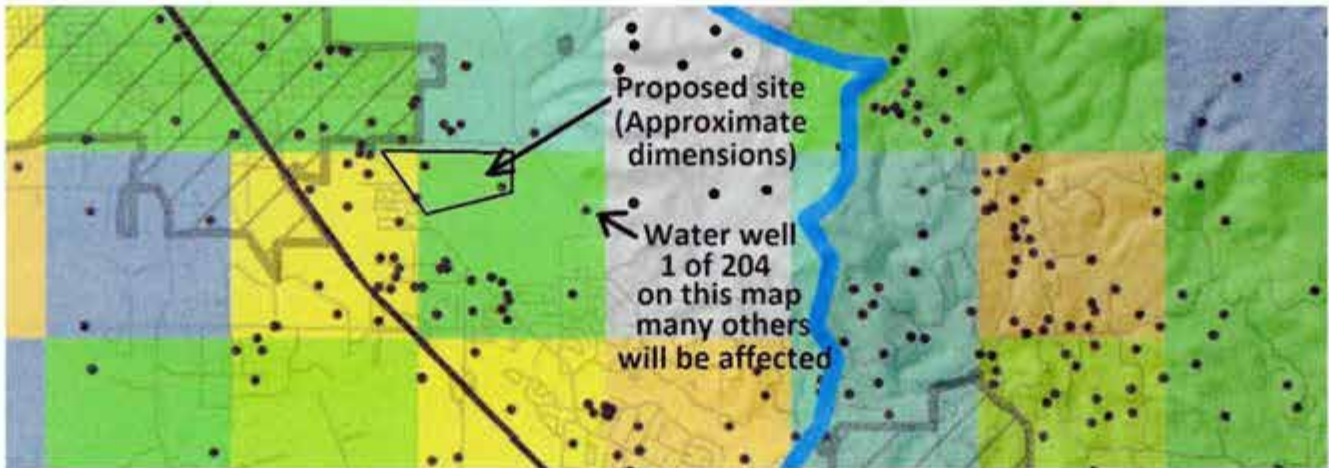 Proposed site
(Approximate
dimensions)
Water well
1 of 204
on this map
many others
will be affected